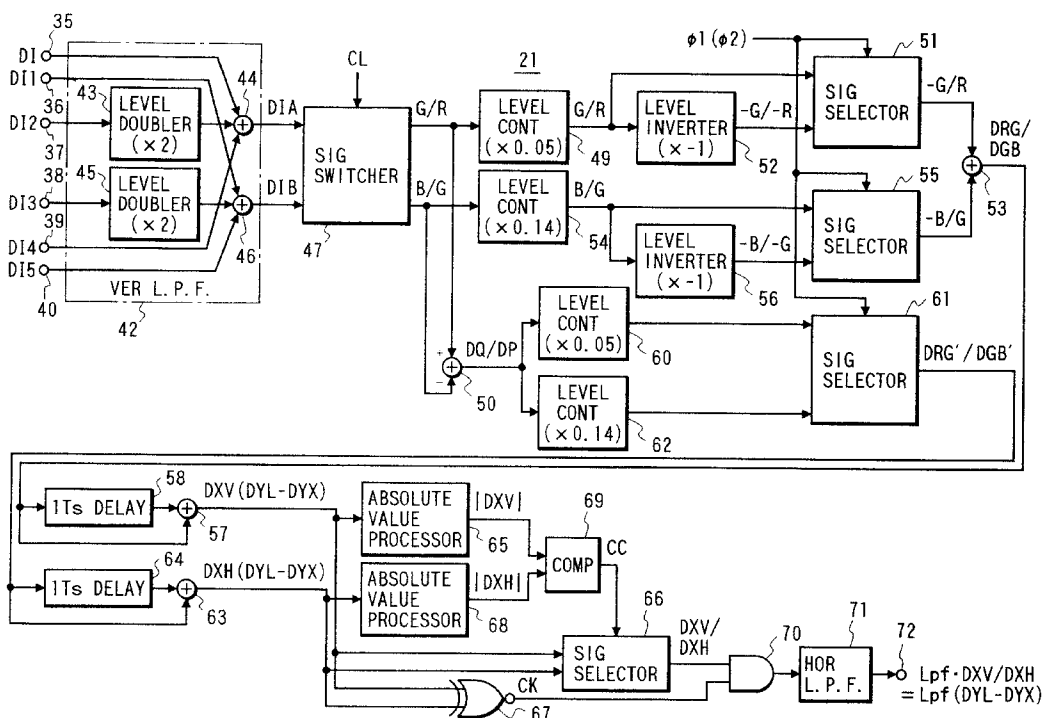 35
DI
DI1
36
43
DI2
37
LEVEL
DOUBLER
(×2)
44
DIA
38
45
DI3
39
LEVEL
DOUBLER
(×2)
DIB
46
DI4
DI5
40
VER L.P.F.
42
CL
SIG
SWITCHER
47
21
G/R
LEVEL
CONT
(×0.05)
G/R
49
LEVEL
INVERTER
(×-1)
-G/-R
52
φ1(φ2)
51
SIG
SELECTOR
-G/R
DRG/
DGB
53
B/G
LEVEL
CONT
(×0.14)
B/G
54
LEVEL
INVERTER
(×-1)
-B/-G
56
55
SIG
SELECTOR
-B/G
+
-
DQ/DP
50
LEVEL
CONT
(×0.05)
60
LEVEL
CONT
(×0.14)
62
61
SIG
SELECTOR
DRG'/DGB'
1Ts DELAY
58
DXV(DYL-DYX)
57
ABSOLUTE
VALUE
PROCESSOR
|DXV|
65
69
COMP
CC
1Ts DELAY
64
DXH(DYL-DYX)
63
ABSOLUTE
VALUE
PROCESSOR
|DXH|
68
66
SIG
SELECTOR
DXV/
DXH
CK
67
70
71
HOR
L.P.F.
72
Lpf·DXV/DXH
=Lpf(DYL-DYX)